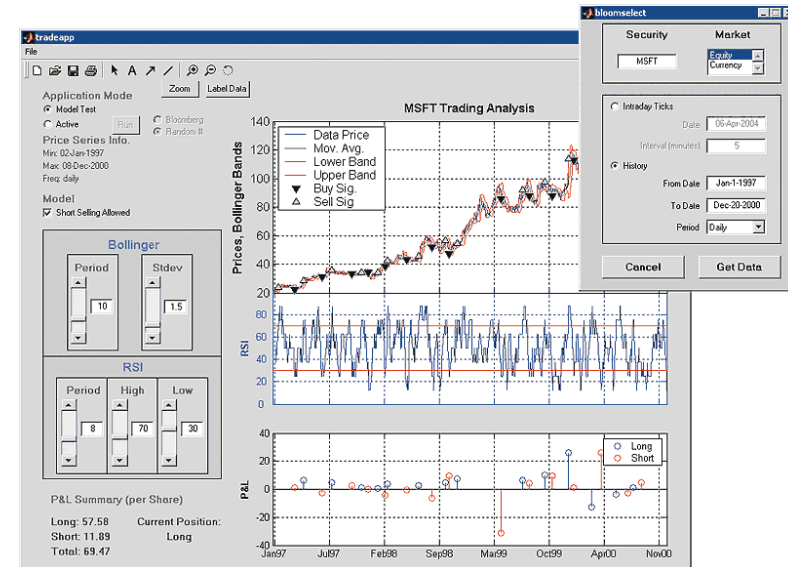 tradeapp
File
Zoom
Label Data
Application Mode
Model Test
Active
Run
Bloomberg
Random #
Price Series Info.
Min: 02-Jan-1997
Max: 08-Dec-2000
Freq: daily
Model
Short Selling Allowed
Bollinger
Period
Stdev
10
1.5
RSI
Period
High
Low
8
70
30
P&L Summary (per Share)
Long: 57.58
Short: 11.89
Total: 69.47
Current Position:
Long
MSFT Trading Analysis
Prices, Bollinger Bands
140
120
100
80
60
40
20
Data Price
Mov. Avg.
Lower Band
Upper Band
Buy Sig.
Sell Sig
RSI
80
60
40
20
0
P&L
40
20
0
-20
-40
Long
Short
Jan97
Jul97
Feb98
Sep98
Mar99
Oct99
Apr00
Nov00
bloomselect
Security
Market
MSFT
Equity
Currency
Intraday Ticks
Date
06-Apr-2004
Interval (minutes)
5
History
From Date
Jan-1-1997
To Date
Dec-20-2000
Period
Daily
Cancel
Get Data